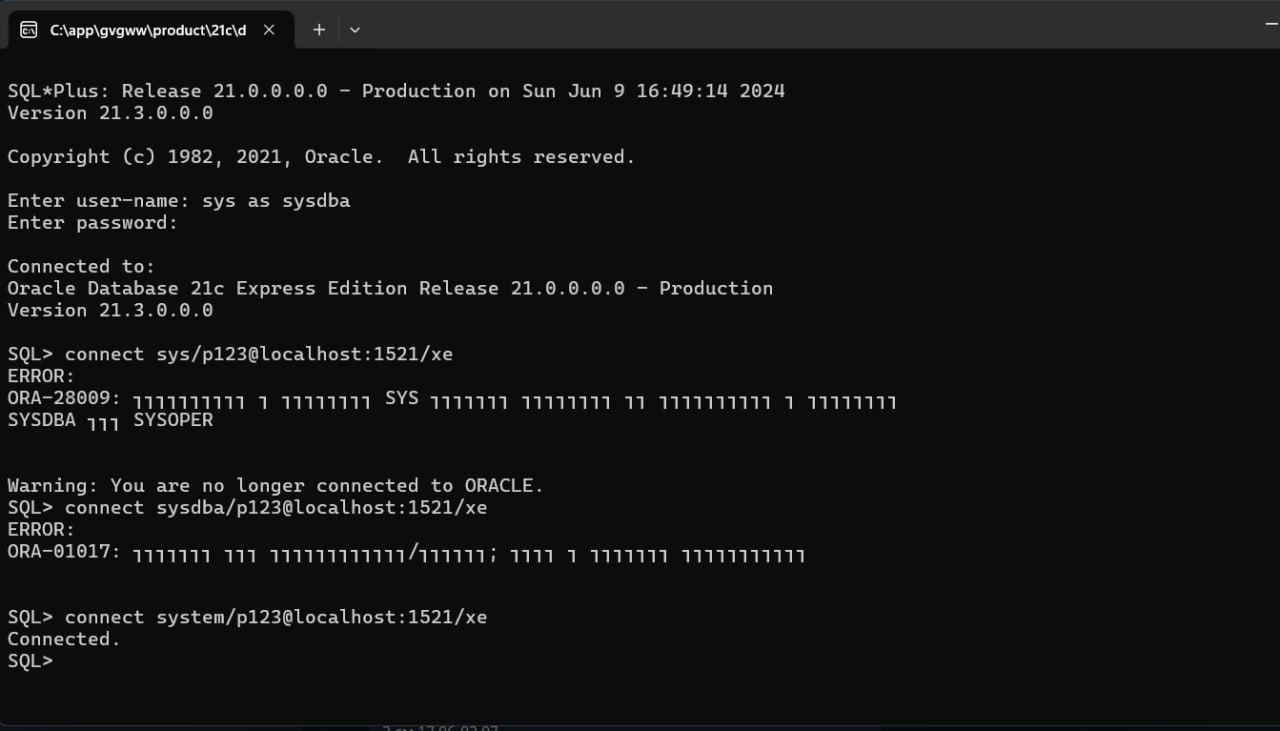 C:\app\gvgww\product\21c\d
SQL*Plus: Release 21.0.0.0.0 - Production on Sun Jun 9 16:49:14 2024
Version 21.3.0.0.0
Copyright (c) 1982, 2021, Oracle.  All rights reserved.
Enter user-name: sys as sysdba
Enter password:
Connected to:
Oracle Database 21c Express Edition Release 21.0.0.0.0 - Production
Version 21.3.0.0.0
SQL> connect sys/p123@localhost:1521/xe
ERROR:
ORA-28009: SYS
SYSDBA SYSOPER
Warning: You are no longer connected to ORACLE.
SQL> connect sysdba/p123@localhost:1521/xe
ERROR:
ORA-01017:
SQL> connect system/p123@localhost:1521/xe
Connected.
SQL>